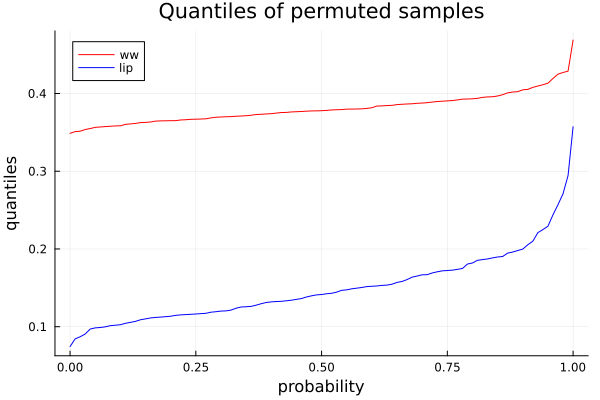 Quantiles of permuted samples
ww
lip
quantiles
0.4
0.3
0.2
0.1
0.00 0.25 0.50 0.75 1.00
probability